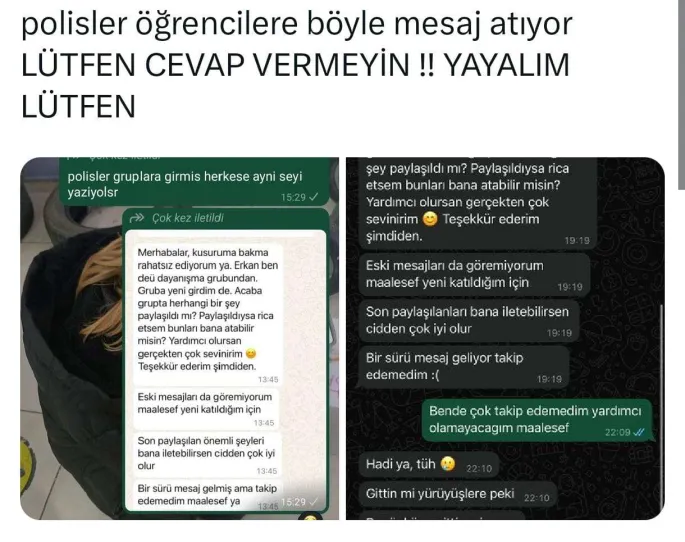 polisler öğrencilere böyle mesaj atıyor
LÜTFEN CEVAP VERMEYİN !! YAYALIM
LÜTFEN
Çok kez iletildi
polisler gruplara girmis herkese ayni seyi
yaziyolsr
15:29
Çok kez iletildi
Merhabalar, kusuruma bakma
rahatsız ediyorum ya. Erkan ben
deü dayanışma grubundan.
Gruba yeni girdim de. Acaba
grupta herhangi bir şey
paylaşıldı mı? Paylaşıldıysa rica
etsem bunları bana atabilir
misin? Yardımcı olursan
gerçekten çok sevinirim 😊
Teşekkür ederim şimdiden.
13:45
Eski mesajları da göremiyorum
maalesef yeni katıldığım için
13:45
Son paylaşılan önemli şeyleri
bana iletebilirsen cidden çok iyi
olur
13:45
Bir sürü mesaj gelmiş ama takip
edemedim maalesef ya
13:45
15:29
şey paylaşıldı mı? Paylaşıldıysa rica
etsem bunları bana atabilir misin?
Yardımcı olursan gerçekten çok
sevinirim 😊 Teşekkür ederim
şimdiden.
19:19
Eski mesajları da göremiyorum
maalesef yeni katıldığım için
19:19
Son paylaşılanları bana iletebilirsen
cidden çok iyi olur
19:19
Bir sürü mesaj geliyor takip
edemedim :(
19:19
Bende çok takip edemedim yardımcı
olamayacagım maalesef
22:09
Hadi ya, tüh 🥲
22:10
Gittin mi yürüyüşlere peki
22:10